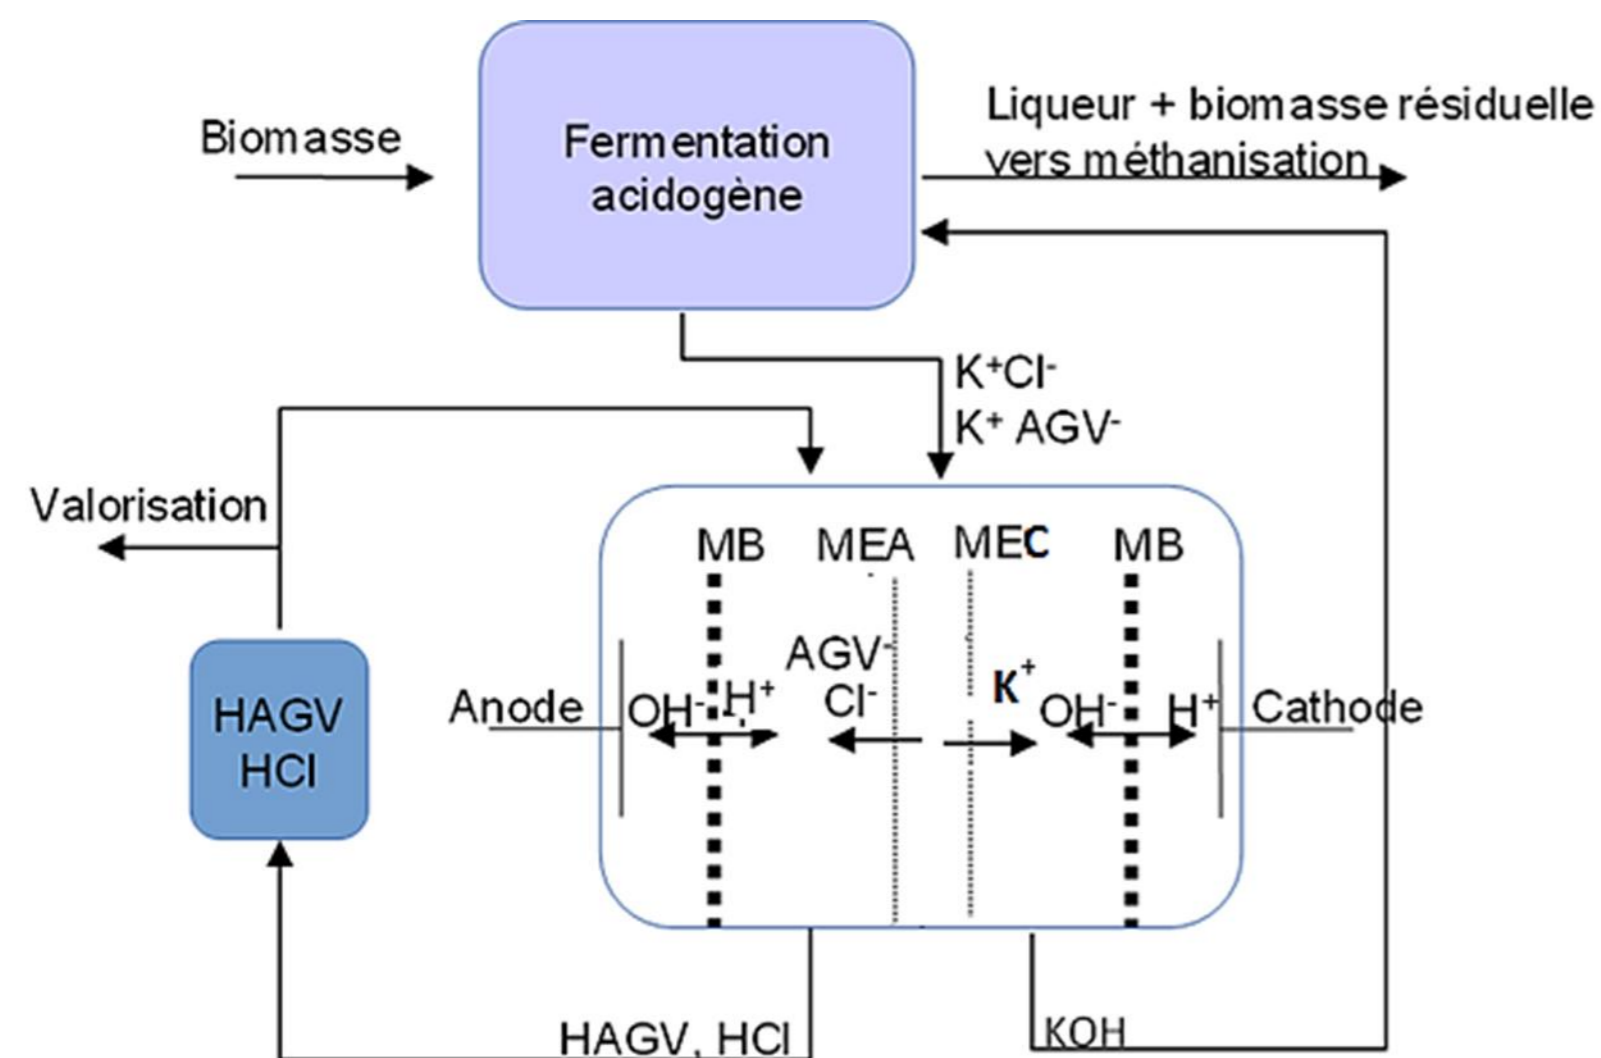 Biomasse
Fermentation
acidogène
Liqueur + biomasse résiduelle
vers méthanisation
K⁺Cl⁻
K⁺ AGV⁻
Valorisation
MB
MEA
MEC
MB
HAGV
HCl
Anode
OH⁻
H⁺
AGV⁻
Cl⁻
K⁺
OH⁻
H⁺
Cathode
HAGV, HCl
KOH